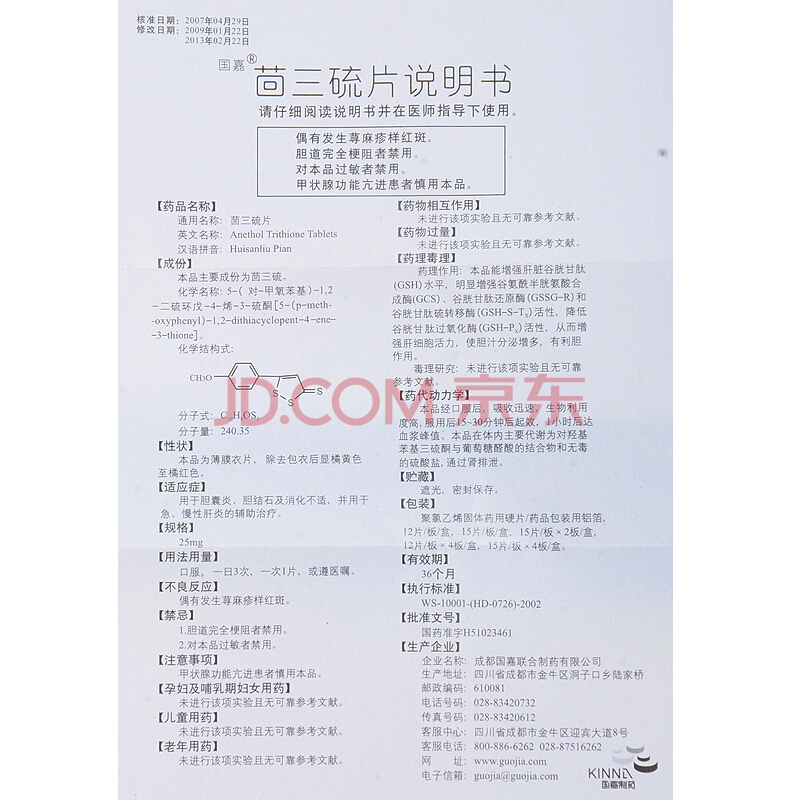 核准日期：2007年04月29日
修改日期：2009年01月22日
2013年02月22日
国嘉®茴三硫片说明书
请仔细阅读说明书并在医师指导下使用。
偶有发生荨麻疹样红斑。
胆道完全梗阻者禁用。
对本品过敏者禁用。
甲状腺功能亢进患者慎用本品。
【药品名称】
通用名称：茴三硫片
英文名称：Anethol Trithione Tablets
汉语拼音：Huisanliu Pian
【成份】
本品主要成份为茴三硫。
化学名称：5-（ 对-甲氧苯基）-1,2
-二硫环戊-4-烯-3-硫酮[5-(p-meth-
oxyphenyl)-1,2-dithiacyclopent-4-ene-
-3-thione]。
化学结构式：
CH3O
S
S
S
分子式：C10H8OS3
分子量：240.35
【性状】
本品为薄膜衣片， 除去包衣后显橘黄色
至橘红色。
【适应症】
用于胆囊炎、胆结石及消化不适，并用于
急、慢性肝炎的辅助治疗。
【规格】
25mg
【用法用量】
口服。一日3次，一次1片，或遵医嘱。
【不良反应】
偶有发生荨麻疹样红斑。
【禁忌】
1.胆道完全梗阻者禁用。
2.对本品过敏者禁用。
【注意事项】
甲状腺功能亢进患者慎用本品。
【孕妇及哺乳期妇女用药】
未进行该项实验且无可靠参考文献。
【儿童用药】
未进行该项实验且无可靠参考文献。
【老年用药】
未进行该项实验且无可靠参考文献。
【药物相互作用】
未进行该项实验且无可靠参考文献。
【药物过量】
未进行该项实验且无可靠参考文献。
【药理毒理】
药理作用：本品能增强肝脏谷胱甘肽
(GSH)水平，明显增强谷氨酰半胱氨酸合
成酶(GCS)、谷胱甘肽还原酶(GSSG-R)和
谷胱甘肽硫转移酶(GSH-S-TX)活性，降低
谷胱甘肽过氧化酶(GSH-PX)活性，从而增
强肝细胞活力，使胆汁分泌增多，有利胆
作用。
毒理研究：未进行该项实验且无可靠
参考文献。
【药代动力学】
本品经口服后，吸收迅速，生物利用
度高,服用后15-30分钟后起效，1小时后达
血浆峰值。本品在体内主要代谢为对羟基
苯基三硫酮与葡萄糖醛酸的结合物和无毒
的硫酸盐,通过肾排泄。
【贮藏】
遮光，密封保存。
【包装】
聚氯乙烯固体药用硬片/药品包装用铝箔，
12片/板/盒，15片/板/盒，15片/板×2板/盒，
12片/板×4板/盒，15片/板×4板/盒。
【有效期】
36个月
【执行标准】
WS-10001-(HD-0726)-2002
【批准文号】
国药准字H51023461
【生产企业】
企业名称：成都国嘉联合制药有限公司
生产地址：四川省成都市金牛区洞子口乡陆家桥
邮政编码：610081
电话号码：028-83420732
传真号码：028-83420612
客服中心：四川省成都市金牛区迎宾大道8号
客服电话：800-886-6262 028-87516262
网　　址：www.guojia.com
电子信箱：guojia@guojia.com
KINNA
国嘉制药
JD.COM 京东